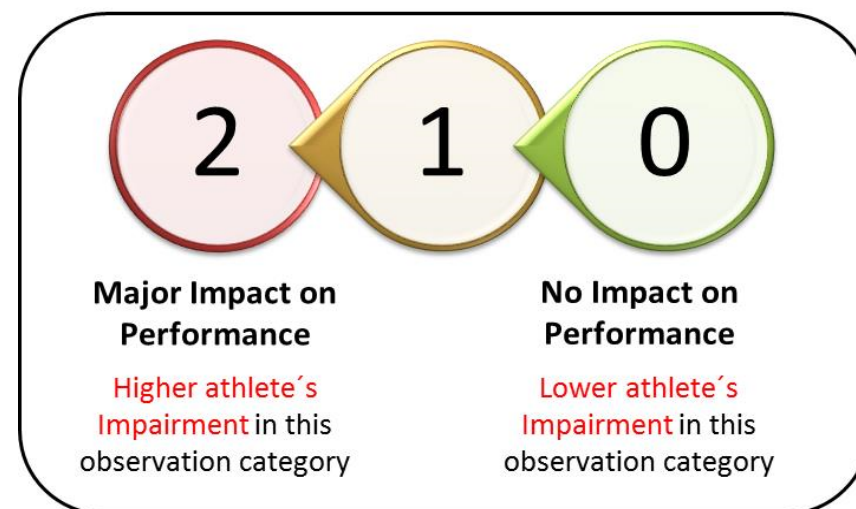 2 1 0
Major Impact on
Performance
Higher athlete´s
Impairment in this
observation category
No Impact on
Performance
Lower athlete´s
Impairment in this
observation category